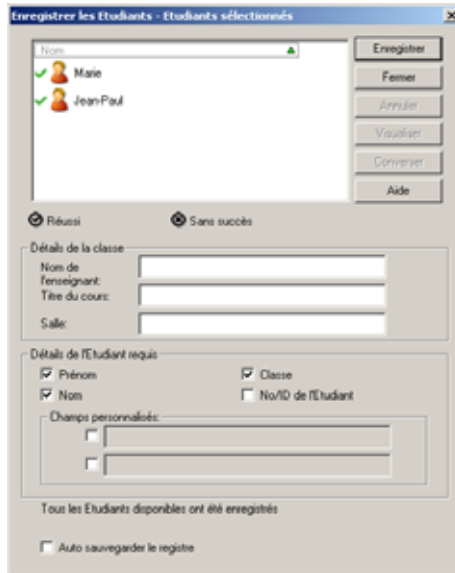 Enregistrer les Etudiants - Etudiants sélectionnés
Nom
Marie
Jean-Paul
Enregistrer
Fermer
Annuler
Visualiser
Converser
Aide
Réussi
Sans succès
Détails de la classe
Nom de
l'enseignant:
Titre du cours:
Salle:
Détails de l'Etudiant requis
Prénom
Classe
Nom
No/ID de l'Etudiant
Champs personnalisés:
Tous les Etudiants disponibles ont été enregistrés
Auto sauvegarder le registre